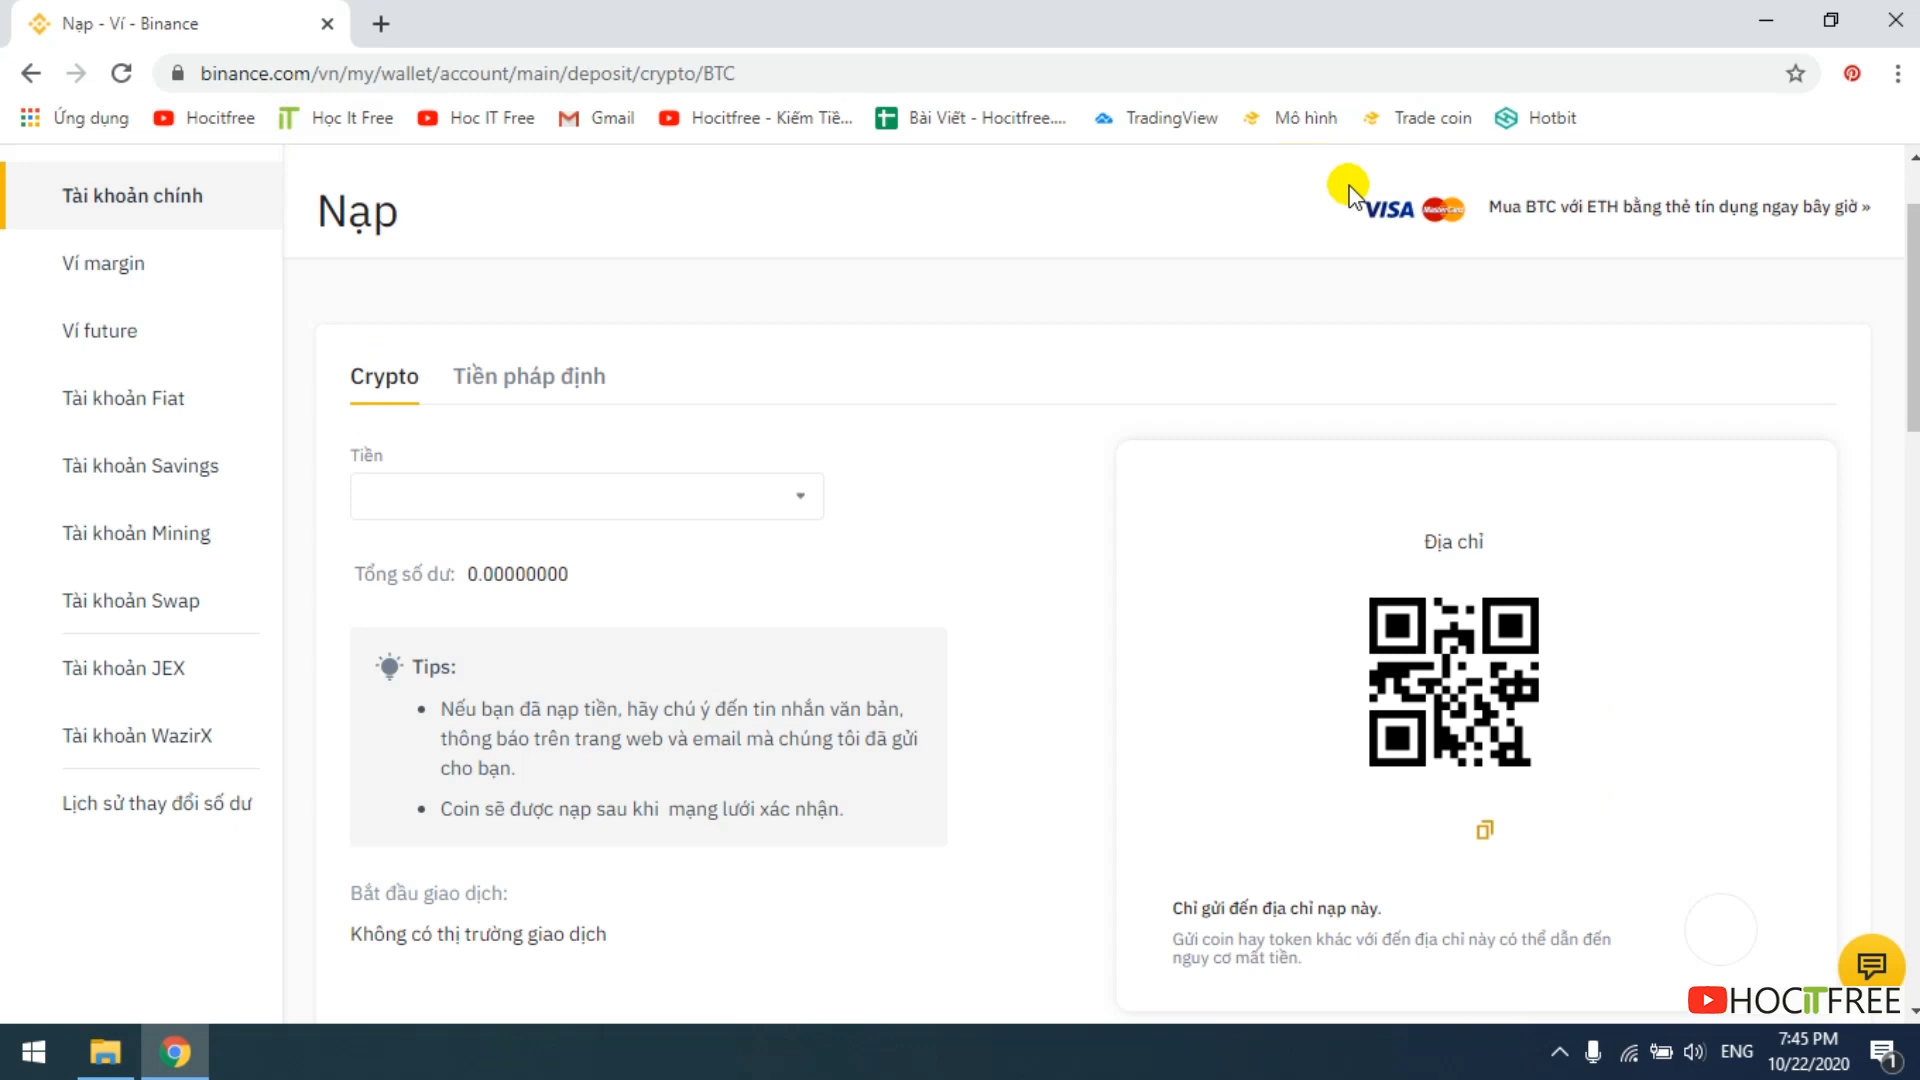 Nạp - Ví - Binance
binance.com/vn/my/wallet/account/main/deposit/crypto/BTC
Ứng dụng Hocitfree Học It Free Hoc IT Free Gmail Hocitfree - Kiếm Tiề... Bài Viết - Hocitfree.... TradingView Mô hình Trade coin Hotbit
Tài khoản chính
Ví margin
Ví future
Tài khoản Fiat
Tài khoản Savings
Tài khoản Mining
Tài khoản Swap
Tài khoản JEX
Tài khoản WazirX
Lịch sử thay đổi số dư
Nạp
VISA MasterCard Mua BTC với ETH bằng thẻ tín dụng ngay bây giờ »
Crypto Tiền pháp định
Tiền
Tổng số dư: 0.00000000
Tips:
• Nếu bạn đã nạp tiền, hãy chú ý đến tin nhắn văn bản,
thông báo trên trang web và email mà chúng tôi đã gửi
cho bạn.
• Coin sẽ được nạp sau khi mạng lưới xác nhận.
Bắt đầu giao dịch:
Không có thị trường giao dịch
Địa chỉ
Chỉ gửi đến địa chỉ nạp này.
Gửi coin hay token khác với đến địa chỉ này có thể dẫn đến
nguy cơ mất tiền.
HOCITFREE
ENG
7:45 PM
10/22/2020
1